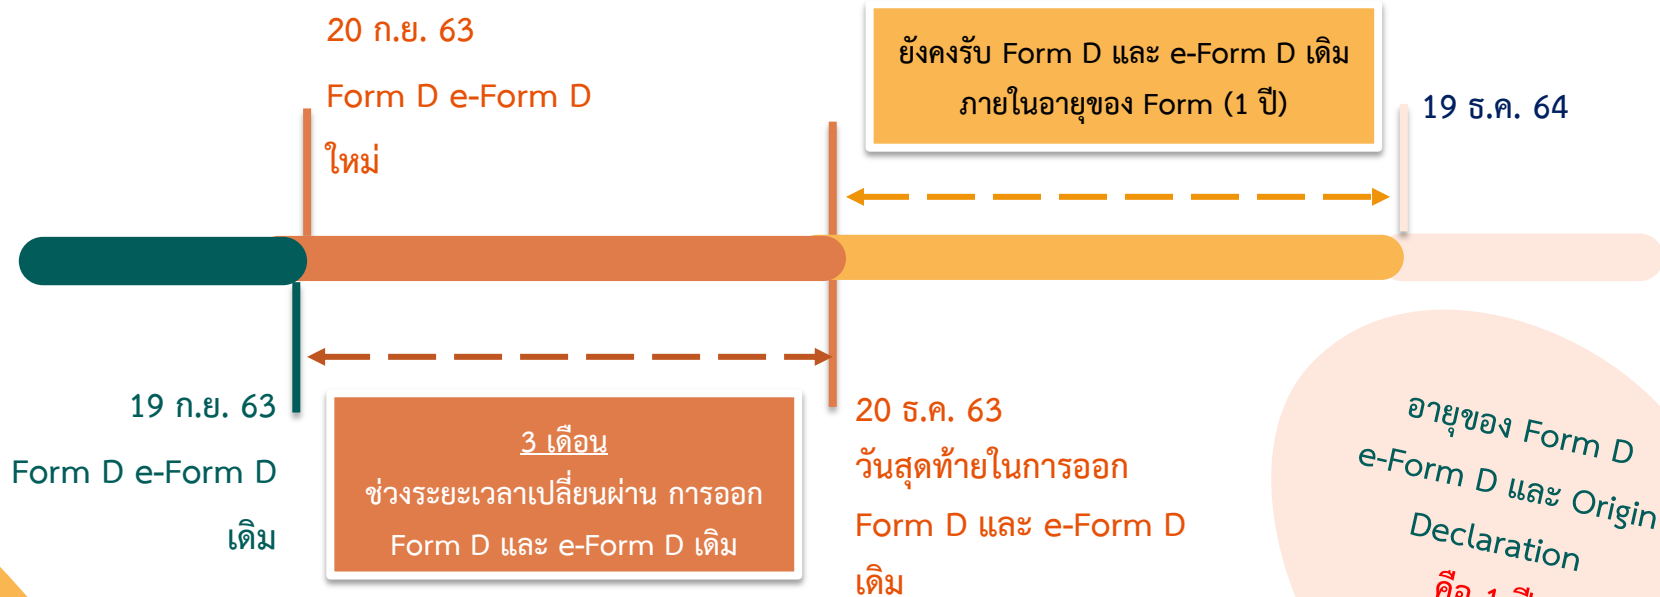 20 ก.ย. 63
Form D e-Form D
ใหม่
ยังคงรับ Form D และ e-Form D เดิม
ภายในอายุของ Form (1 ปี)
19 ธ.ค. 64
19 ก.ย. 63
Form D e-Form D
เดิม
3 เดือน
ช่วงระยะเวลาเปลี่ยนผ่าน การออก
Form D และ e-Form D เดิม
20 ธ.ค. 63
วันสุดท้ายในการออก
Form D และ e-Form D
เดิม
อายุของ Form D
e-Form D และ Origin
Declaration
คือ 1 ปี